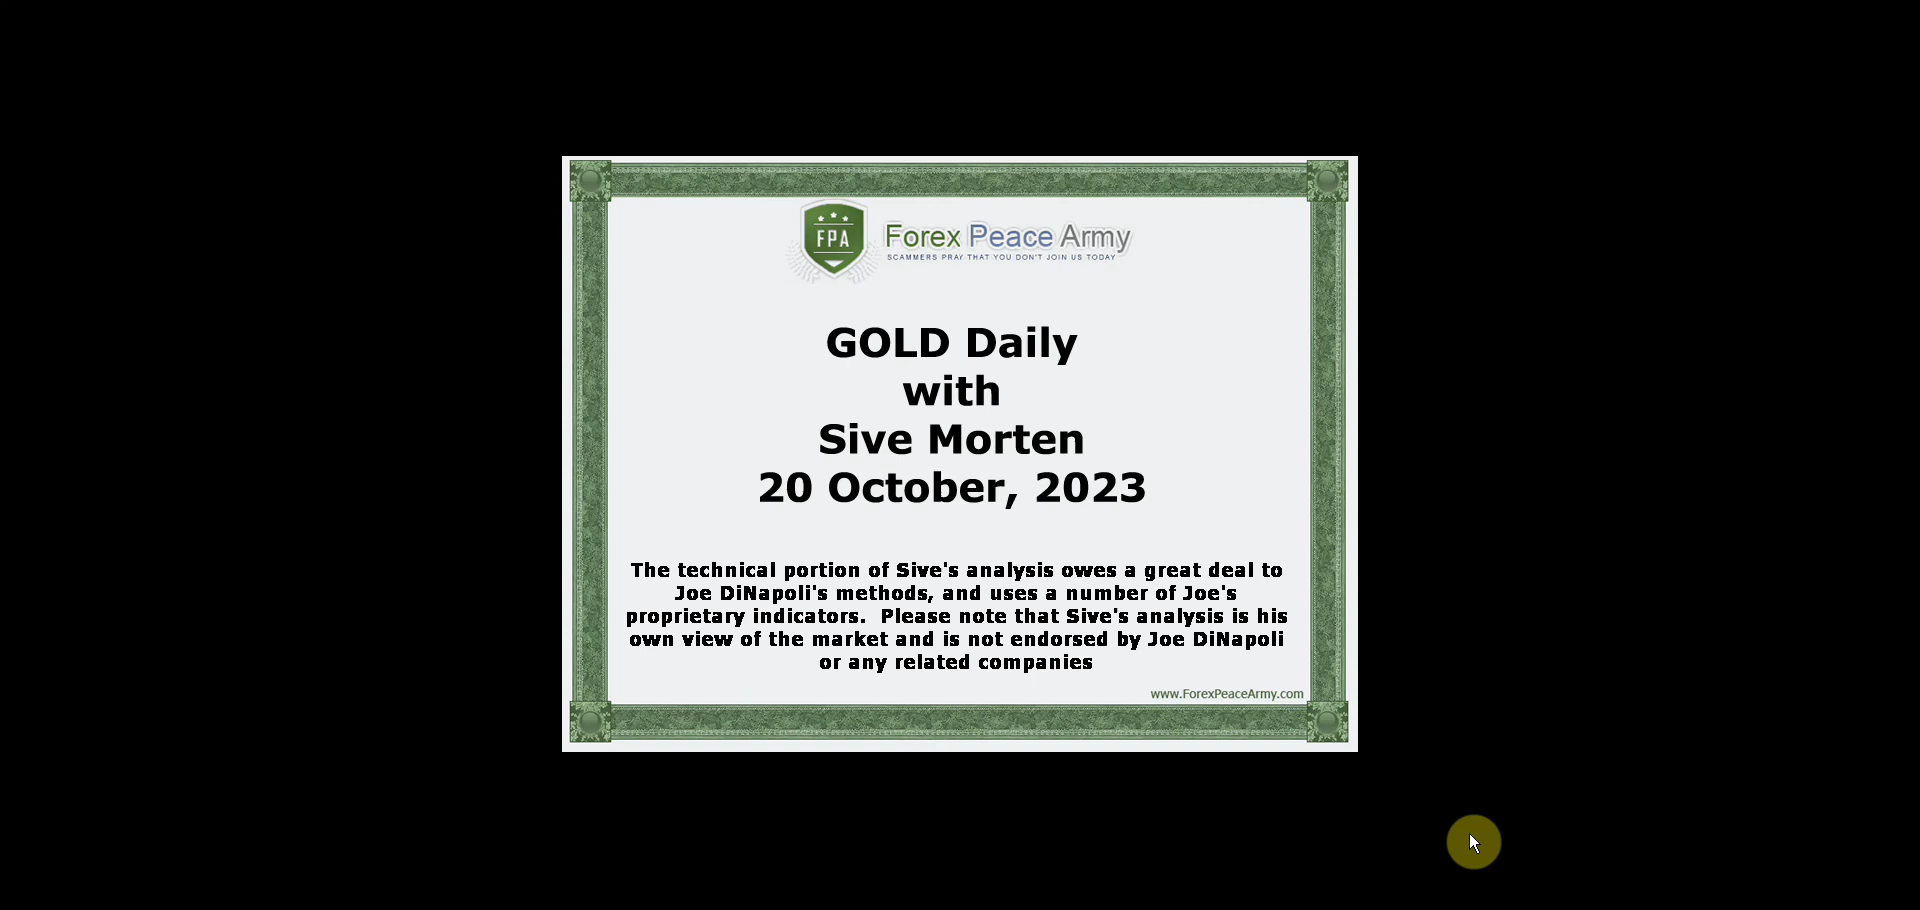 FPA
Forex Peace Army
SCAMMERS PRAY THAT YOU DON'T JOIN US TODAY
GOLD Daily
with
Sive Morten
20 October, 2023
The technical portion of Sive's analysis owes a great deal to
Joe DiNapoli's methods, and uses a number of Joe's
proprietary indicators.  Please note that Sive's analysis is his
own view of the market and is not endorsed by Joe DiNapoli
or any related companies
www.ForexPeaceArmy.com